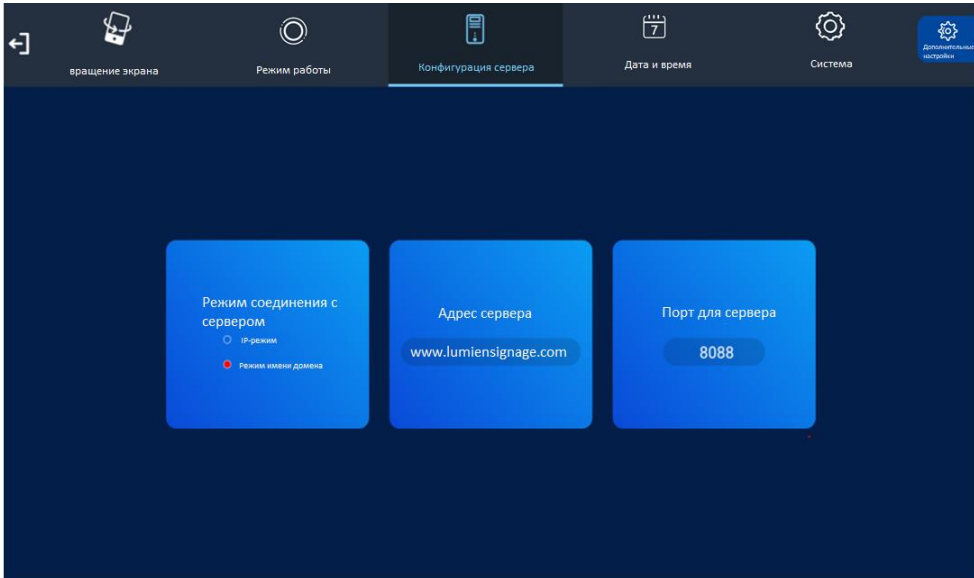 вращение экрана
Режим работы
Конфигурация сервера
7
Дата и время
Система
Дополнительные
настройки
Режим соединения с
сервером
IP-режим
Режим имени домена
Адрес сервера
www.lumiensignage.com
Порт для сервера
8088